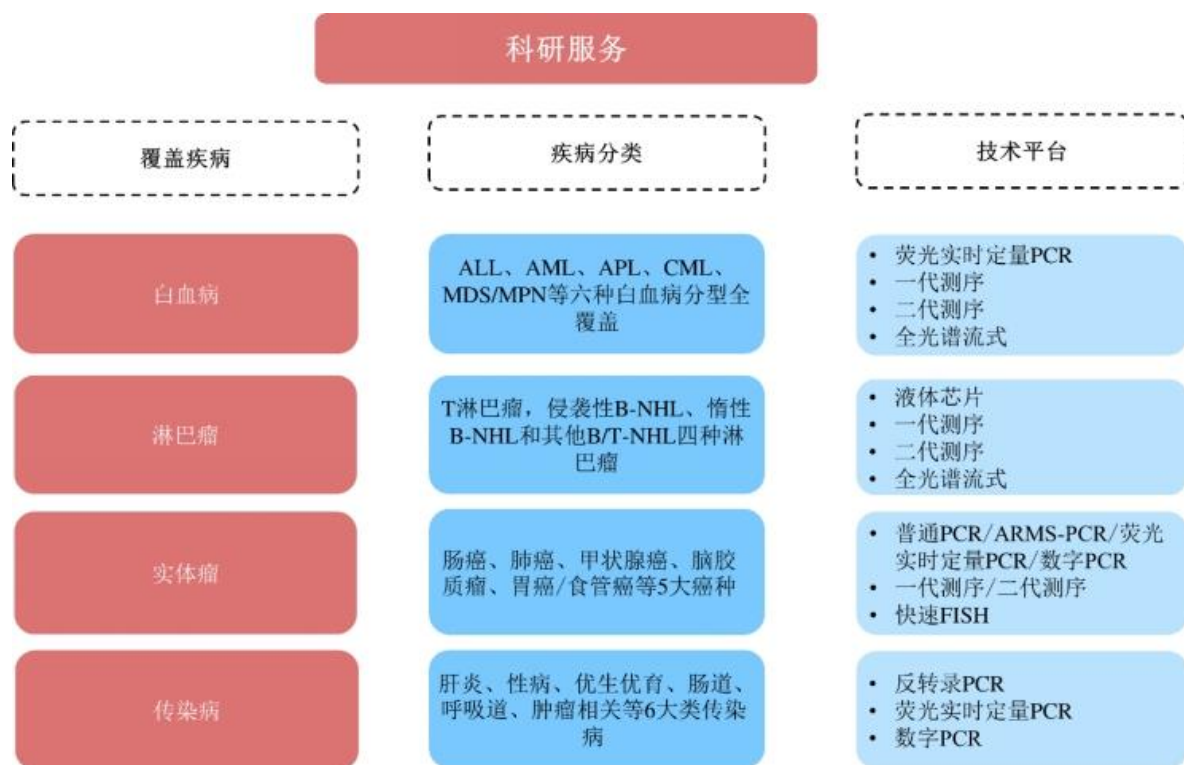 科研服务
覆盖疾病
疾病分类
技术平台
白血病
ALL、AML、APL、CML、
MDS/MPN等六种白血病分型全
覆盖
• 荧光实时定量PCR
• 一代测序
• 二代测序
• 全光谱流式
淋巴瘤
T淋巴瘤，侵袭性B-NHL、惰性
B-NHL和其他B/T-NHL四种淋
巴瘤
• 液体芯片
• 一代测序
• 二代测序
• 全光谱流式
实体瘤
肠癌、肺癌、甲状腺癌、脑胶
质瘤、胃癌/食管癌等5大癌种
• 普通PCR/ARMS-PCR/荧光
实时定量PCR/数字PCR
• 一代测序/二代测序
• 快速FISH
传染病
肝炎、性病、优生优育、肠道、
呼吸道、肿瘤相关等6大类传染
病
• 反转录PCR
• 荧光实时定量PCR
• 数字PCR